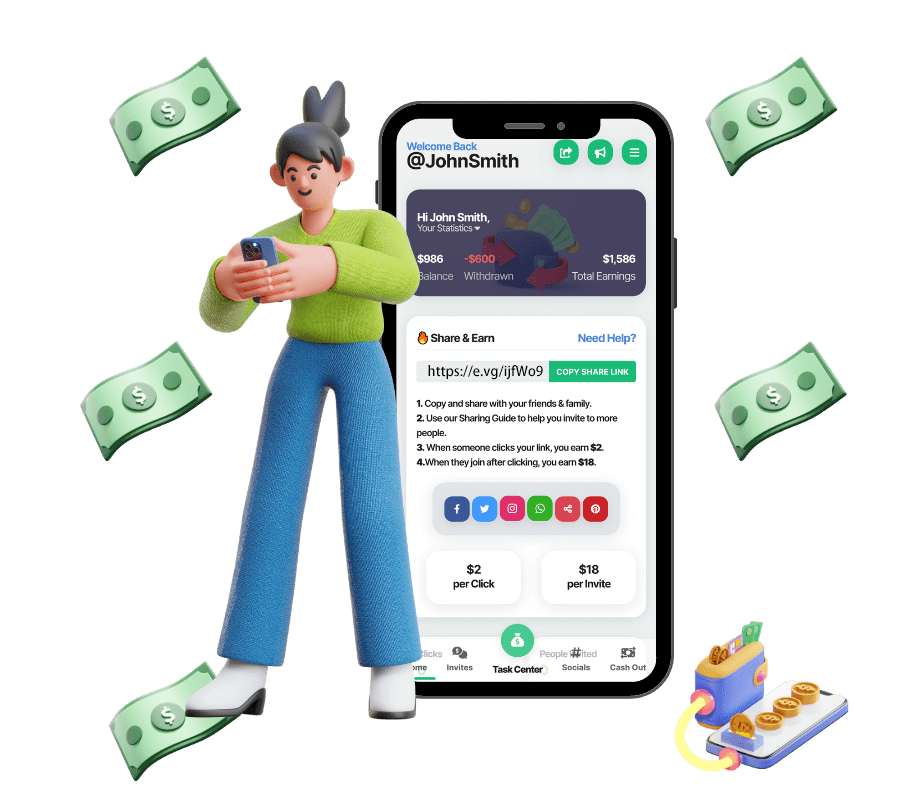 Welcome Back
@JohnSmith
Hi John Smith,
Your Statistics
$986 -$600 $1,586
Balance Withdrawn Total Earnings
Share & Earn Need Help?
https://e.vg/ijfWo9 COPY SHARE LINK
1. Copy and share with your friends & family.
2. Use our Sharing Guide to help you invite to more
people.
3. When someone clicks your link, you earn $2.
4.When they join after clicking, you earn $18.
$2 $18
per Click per Invite
Clicks People Invited
ome Invites Task Center Socials Cash Out